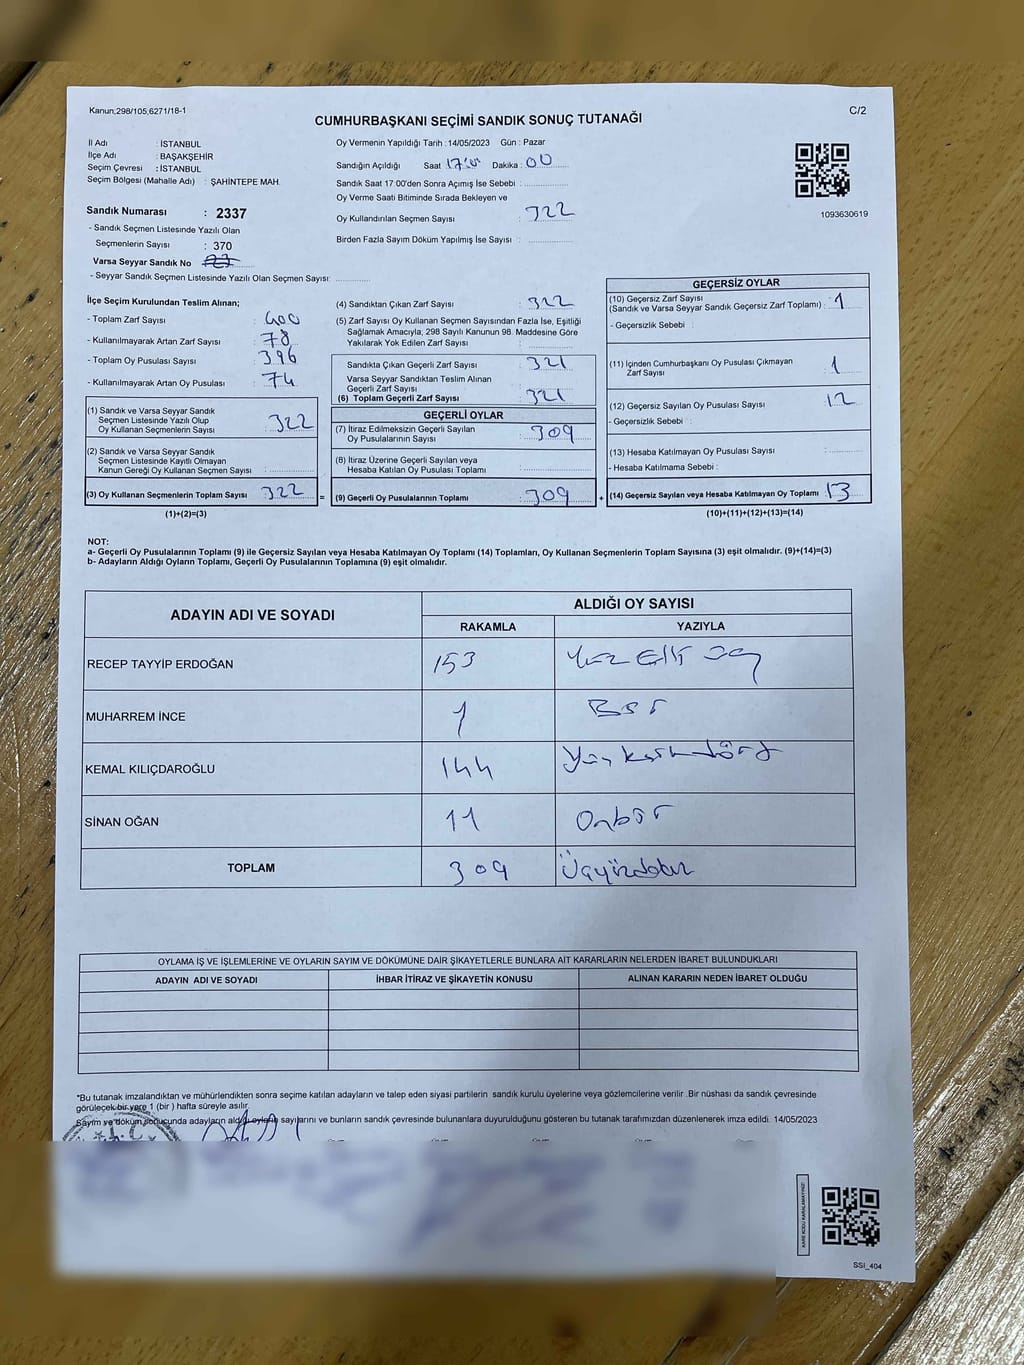 Kanun;298/105;6271/18-1
C/2
CUMHURBAŞKANI SEÇİMİ SANDIK SONUÇ TUTANAĞI
İl Adı : İSTANBUL
İlçe Adı : BAŞAKŞEHİR
Seçim Çevresi : İSTANBUL
Seçim Bölgesi (Mahalle Adı) : ŞAHİNTEPE MAH.
Sandık Numarası : 2337
- Sandık Seçmen Listesinde Yazılı Olan
Seçmenlerin Sayısı : 370
Varsa Seyyar Sandık No
- Seyyar Sandık Seçmen Listesinde Yazılı Olan Seçmen Sayısı:
Oy Vermenin Yapıldığı Tarih :14/05/2023 Gün : Pazar
Sandığın Açıldığı Saat Dakika : 00
Sandık Saat 17:00'den Sonra Açımış İse Sebebi :
Oy Verme Saati Bitiminde Sırada Bekleyen ve
Oy Kullandırılan Seçmen Sayısı : 322
Birden Fazla Sayım Döküm Yapılmış İse Sayısı :
1093630619
İlçe Seçim Kurulundan Teslim Alınan;
- Toplam Zarf Sayısı : 400
- Kullanılmayarak Artan Zarf Sayısı : 78
- Toplam Oy Pusulası Sayısı : 396
- Kullanılmayarak Artan Oy Pusulası : 74
(1) Sandık ve Varsa Seyyar Sandık
Seçmen Listesinde Yazılı Olup
Oy Kullanan Seçmenlerin Sayısı : 322
(2) Sandık ve Varsa Seyyar Sandık
Seçmen Listesinde Kayıtlı Olmayan
Kanun Gereği Oy Kullanan Seçmen Sayısı :
(3) Oy Kullanan Seçmenlerin Toplam Sayısı : 322 =
(1)+(2)=(3)
(4) Sandıktan Çıkan Zarf Sayısı : 322
(5) Zarf Sayısı Oy Kullanan Seçmen Sayısından Fazla İse, Eşitliği
Sağlamak Amacıyla, 298 Sayılı Kanunun 98. Maddesine Göre
Yakılarak Yok Edilen Zarf Sayısı :
Sandıkta Çıkan Geçerli Zarf Sayısı : 321
Varsa Seyyar Sandıktan Teslim Alınan
Geçerli Zarf Sayısı
(6) Toplam Geçerli Zarf Sayısı : 321
GEÇERLİ OYLAR
(7) İtiraz Edilmeksizin Geçerli Sayılan
Oy Pusulalarının Sayısı : 309
(8) İtiraz Üzerine Geçerli Sayılan veya
Hesaba Katılan Oy Pusulası Toplamı :
(9) Geçerli Oy Pusulalarının Toplamı : 309 +
GEÇERSİZ OYLAR
(10) Geçersiz Zarf Sayısı
(Sandık ve Varsa Seyyar Sandık Geçersiz Zarf Toplamı) : 1
- Geçersizlik Sebebi :
(11) İçinden Cumhurbaşkanı Oy Pusulası Çıkmayan
Zarf Sayısı : 1
(12) Geçersiz Sayılan Oy Pusulası Sayısı : 12
- Geçersizlik Sebebi :
(13) Hesaba Katılmayan Oy Pusulası Sayısı :
- Hesaba Katılmama Sebebi :
(14) Geçersiz Sayılan veya Hesaba Katılmayan Oy Toplamı : 13
(10)+(11)+(12)+(13)=(14)
NOT:
a- Geçerli Oy Pusulalarının Toplamı (9) ile Geçersiz Sayılan veya Hesaba Katılmayan Oy Toplamı (14) Toplamları, Oy Kullanan Seçmenlerin Toplam Sayısına (3) eşit olmalıdır. (9)+(14)=(3)
b- Adayların Aldığı Oyların Toplamı, Geçerli Oy Pusulalarının Toplamına (9) eşit olmalıdır.
ADAYIN ADI VE SOYADI ALDIĞI OY SAYISI
RAKAMLA YAZIYLA
RECEP TAYYİP ERDOĞAN 153 Yüz Elli üç
MUHARREM İNCE 1 Bir
KEMAL KILIÇDAROĞLU 144 Yüz kırkdört
SİNAN OĞAN 11 Onbir
TOPLAM 309 Üçyüzdokuz
OYLAMA İŞ VE İŞLEMLERİNE VE OYLARIN SAYIM VE DÖKÜMÜNE DAİR ŞİKAYETLERLE BUNLARA AİT KARARLARIN NELERDEN İBARET BULUNDUKLARI
ADAYIN ADI VE SOYADI İHBAR İTİRAZ VE ŞİKAYETİN KONUSU ALINAN KARARIN NEDEN İBARET OLDUĞU
*Bu tutanak imzalandıktan ve mühürlendikten sonra seçime katılan adayların ve talep eden siyasi partilerin sandık kurulu üyelerine veya gözlemcilerine verilir .Bir nüshası da sandık çevresinde
görülecek bir yere 1 (bir ) hafta süreyle asılır.
Sayım ve döküm sonucunda adayların aldığı oyların sayılarını ve bunların sandık çevresinde bulunanlara duyurulduğunu gösteren bu tutanak tarafımızdan düzenlenerek imza edildi. 14/05/2023
KARE KODU KARALAMAYINIZ!
SSI_404